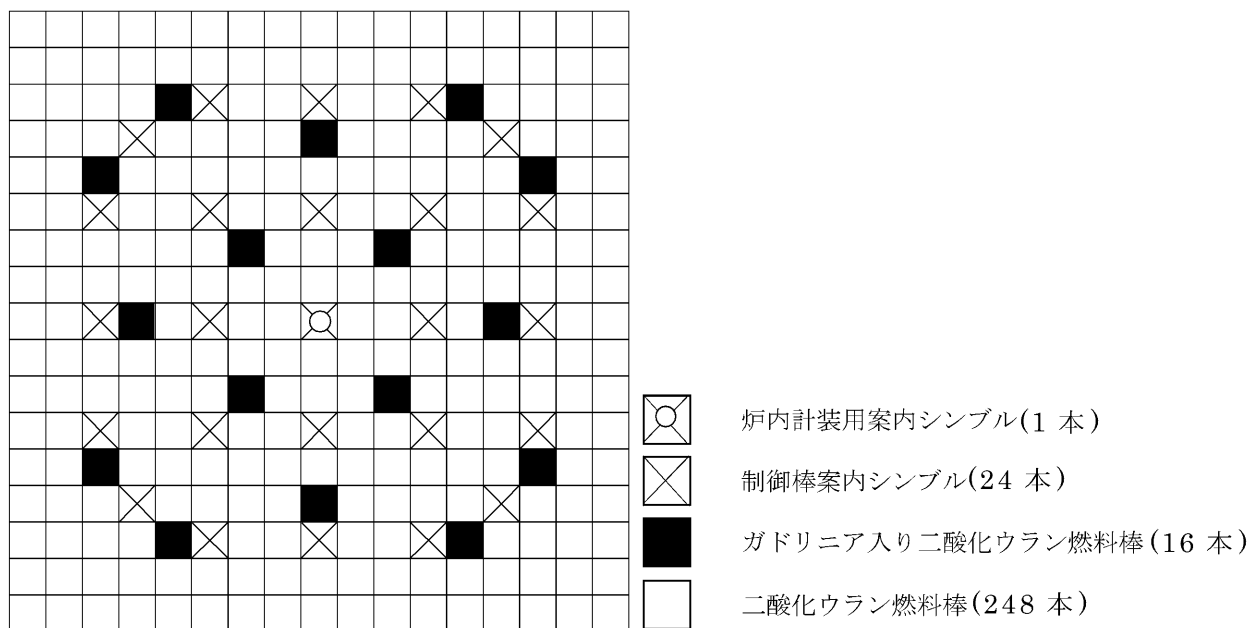 炉内計装用案内シンブル(1 本)
制御棒案内シンブル(24 本)
ガドリニア入り二酸化ウラン燃料棒(16 本)
二酸化ウラン燃料棒(248 本)